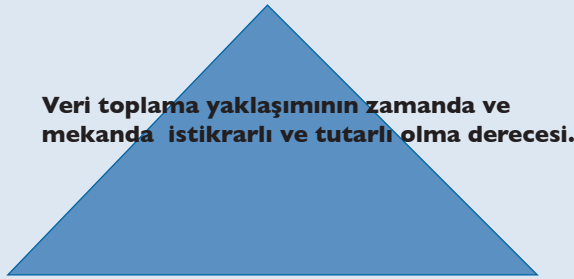 Veri toplama yaklaşımının zamanda ve
mekanda  istikrarlı ve tutarlı olma derecesi.